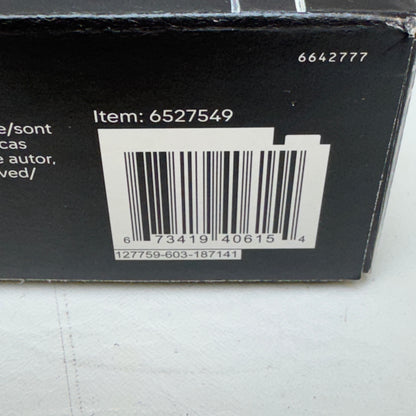 6642777
Item: 6527549
e/sont
cas
e autor,
ved/
6 73419 40615 4
127759-603-187141